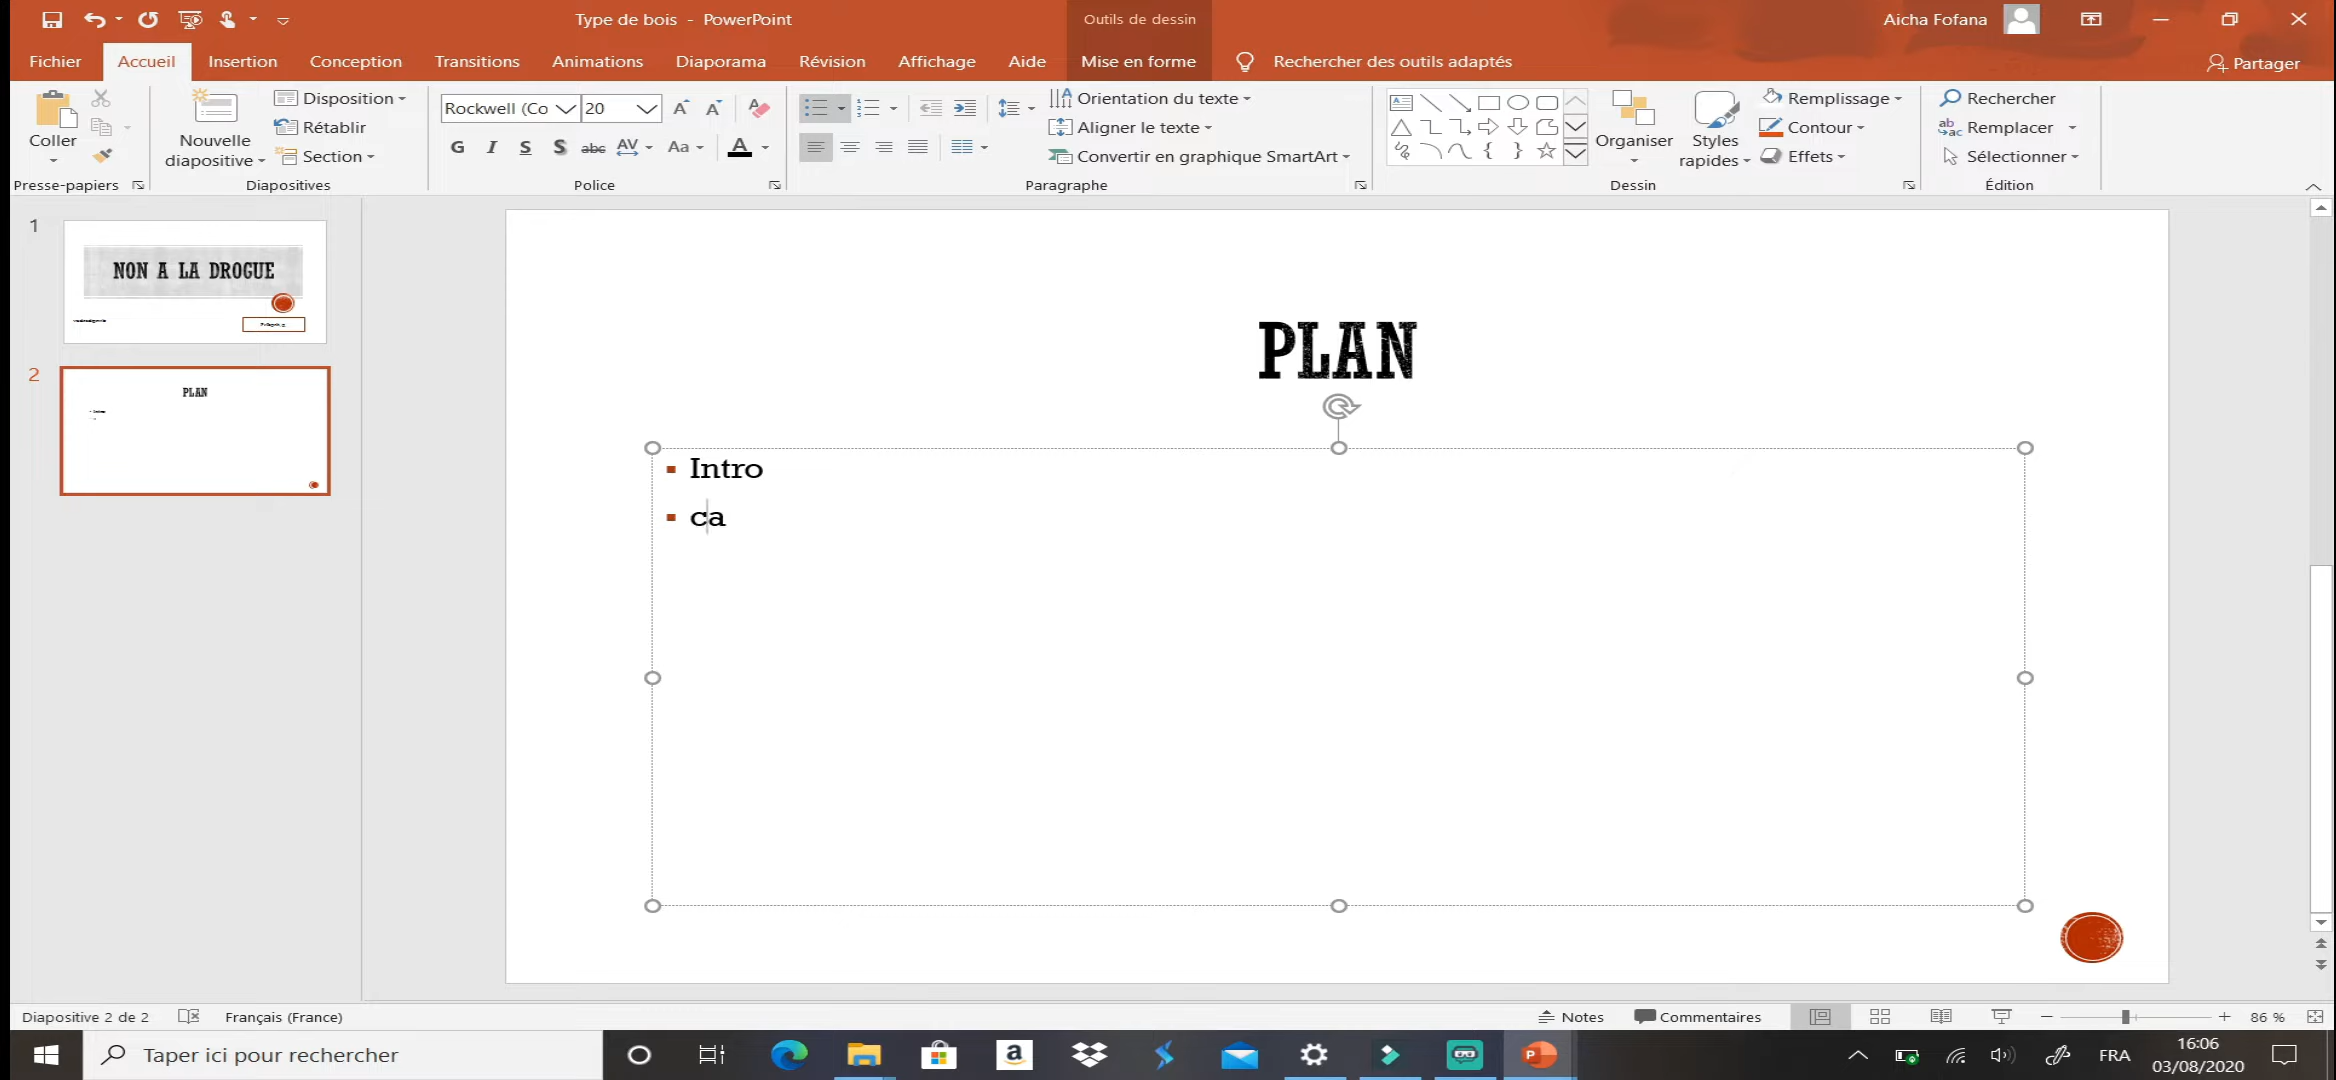 Type de bois - PowerPoint
Outils de dessin
Aicha Fofana
Fichier
Accueil
Insertion
Conception
Transitions
Animations
Diaporama
Révision
Affichage
Aide
Mise en forme
Rechercher des outils adaptés
Partager
Coller
Presse-papiers
Nouvelle
diapositive
Disposition
Rétablir
Section
Diapositives
Rockwell (Co
20
G I S S abc AV Aa A
Police
Orientation du texte
Aligner le texte
Convertir en graphique SmartArt
Paragraphe
Organiser
Styles
rapides
Remplissage
Contour
Effets
Dessin
Rechercher
Remplacer
Sélectionner
Édition
1
NON A LA DROGUE
2
PLAN
Intro
PLAN
Intro
ca
Diapositive 2 de 2
Français (France)
Notes
Commentaires
86 %
Taper ici pour rechercher
FRA
16:06
03/08/2020